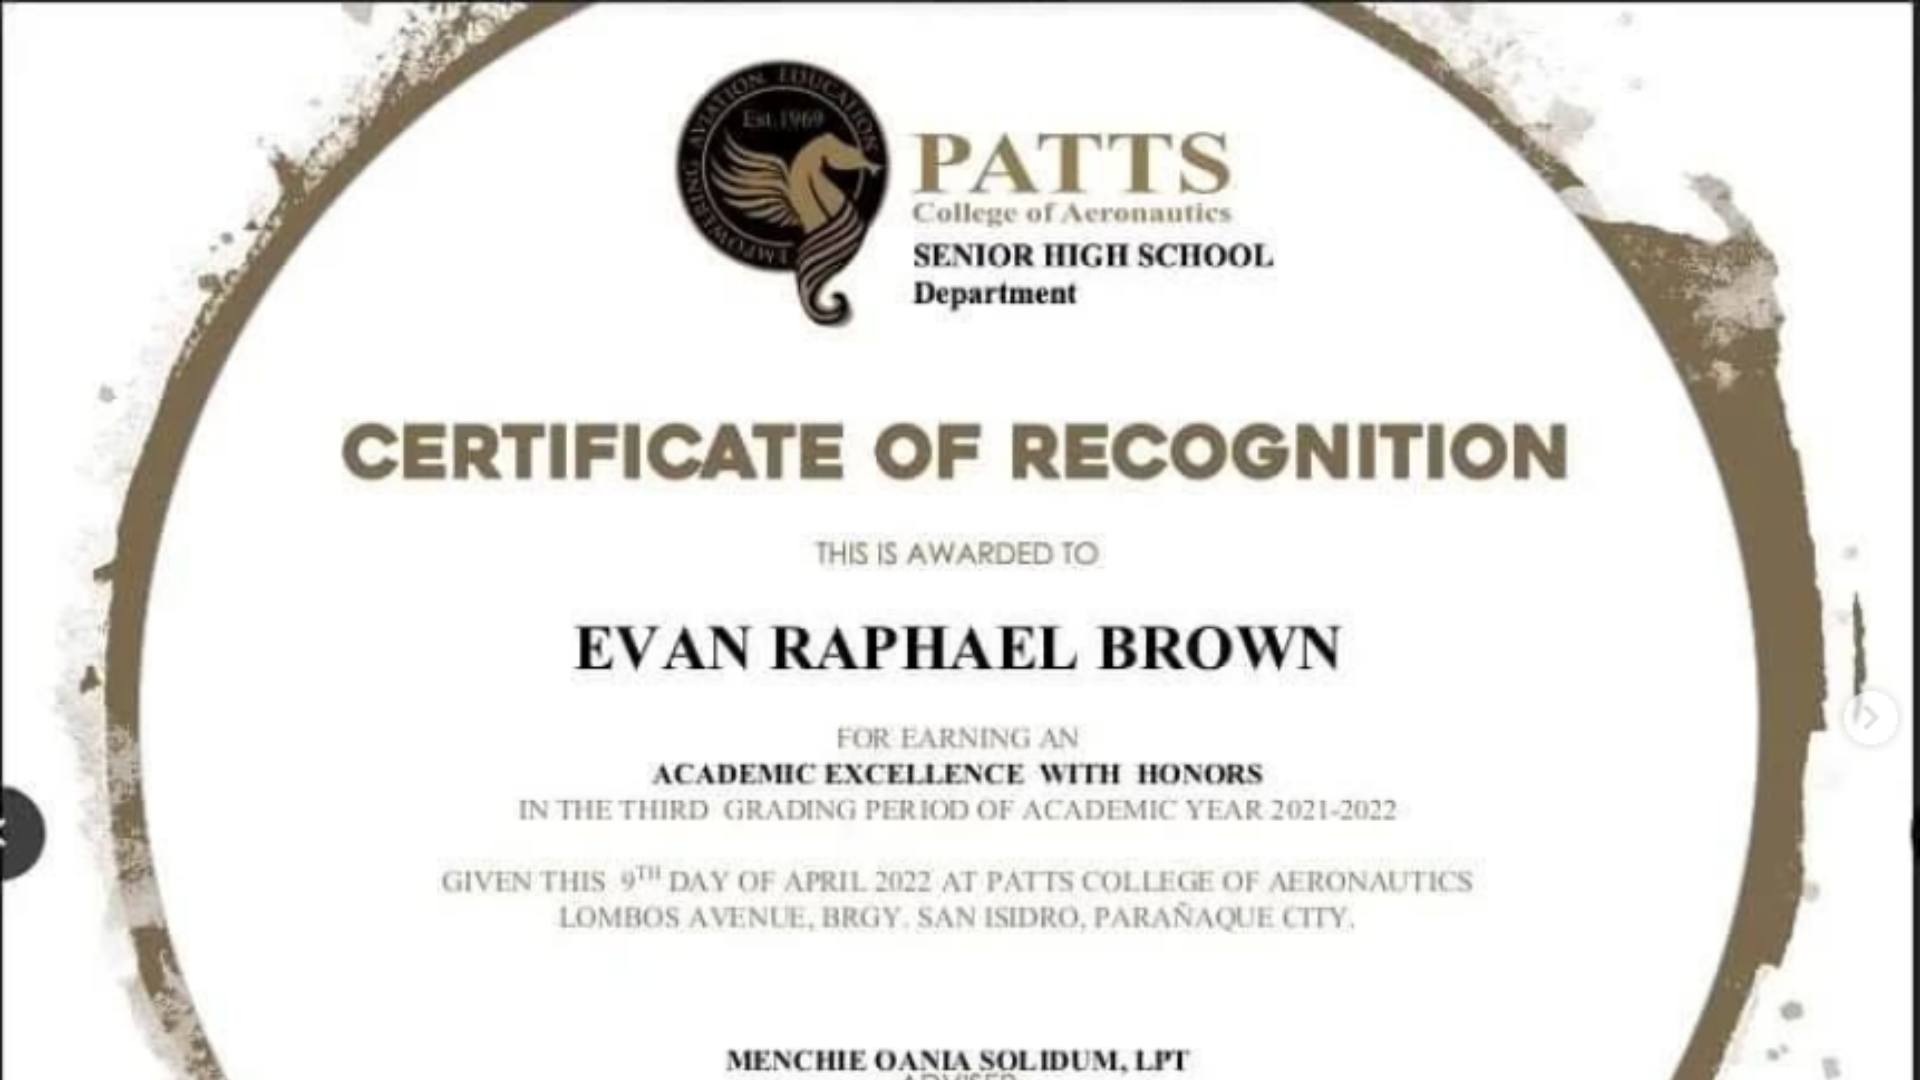 EMPOWERING AVIATION EDUCATION
Est.1969
PATTS
College of Aeronautics
SENIOR HIGH SCHOOL
Department
CERTIFICATE OF RECOGNITION
THIS IS AWARDED TO
EVAN RAPHAEL BROWN
FOR EARNING AN
ACADEMIC EXCELLENCE WITH HONORS
IN THE THIRD GRADING PERIOD OF ACADEMIC YEAR 2021-2022
GIVEN THIS 9TH DAY OF APRIL 2022 AT PATTS COLLEGE OF AERONAUTICS
LOMBOS AVENUE, BRGY. SAN ISIDRO, PARAÑAQUE CITY.
MENCHIE OANIA SOLIDUM, LPT
ADVISER